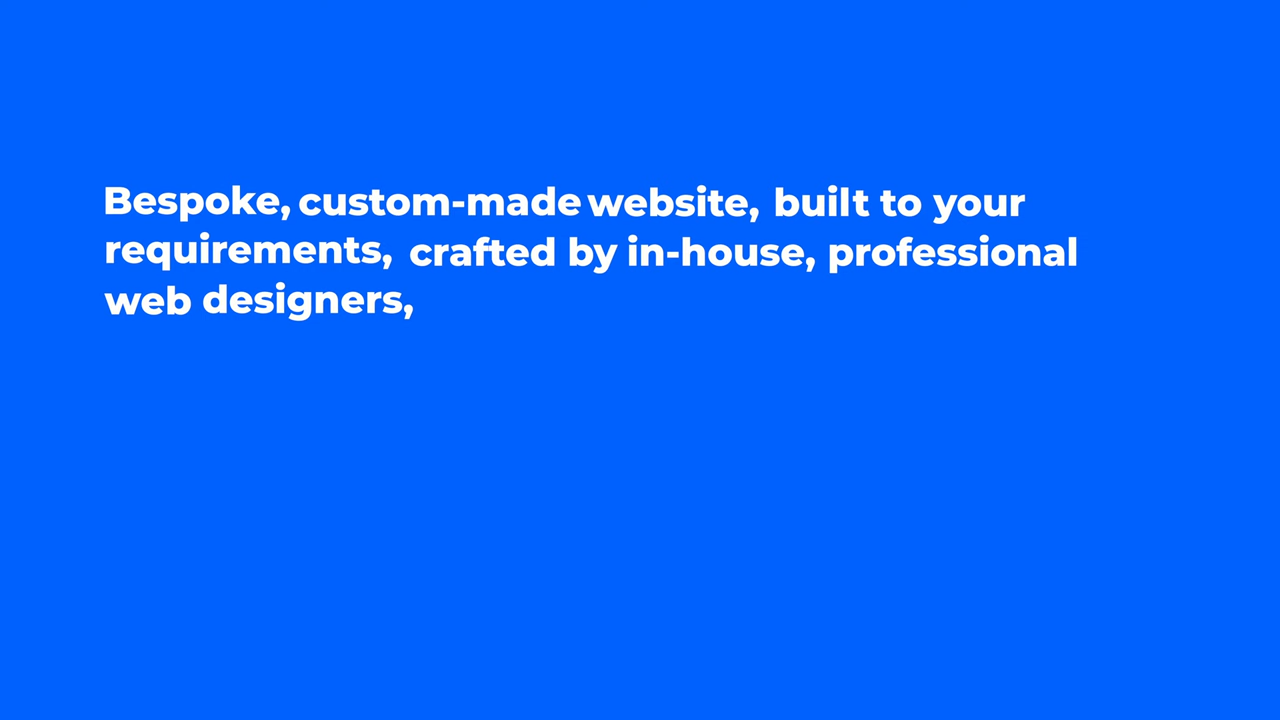 Bespoke, custom-made website, built to your
requirements, crafted by in-house, professional
web designers,